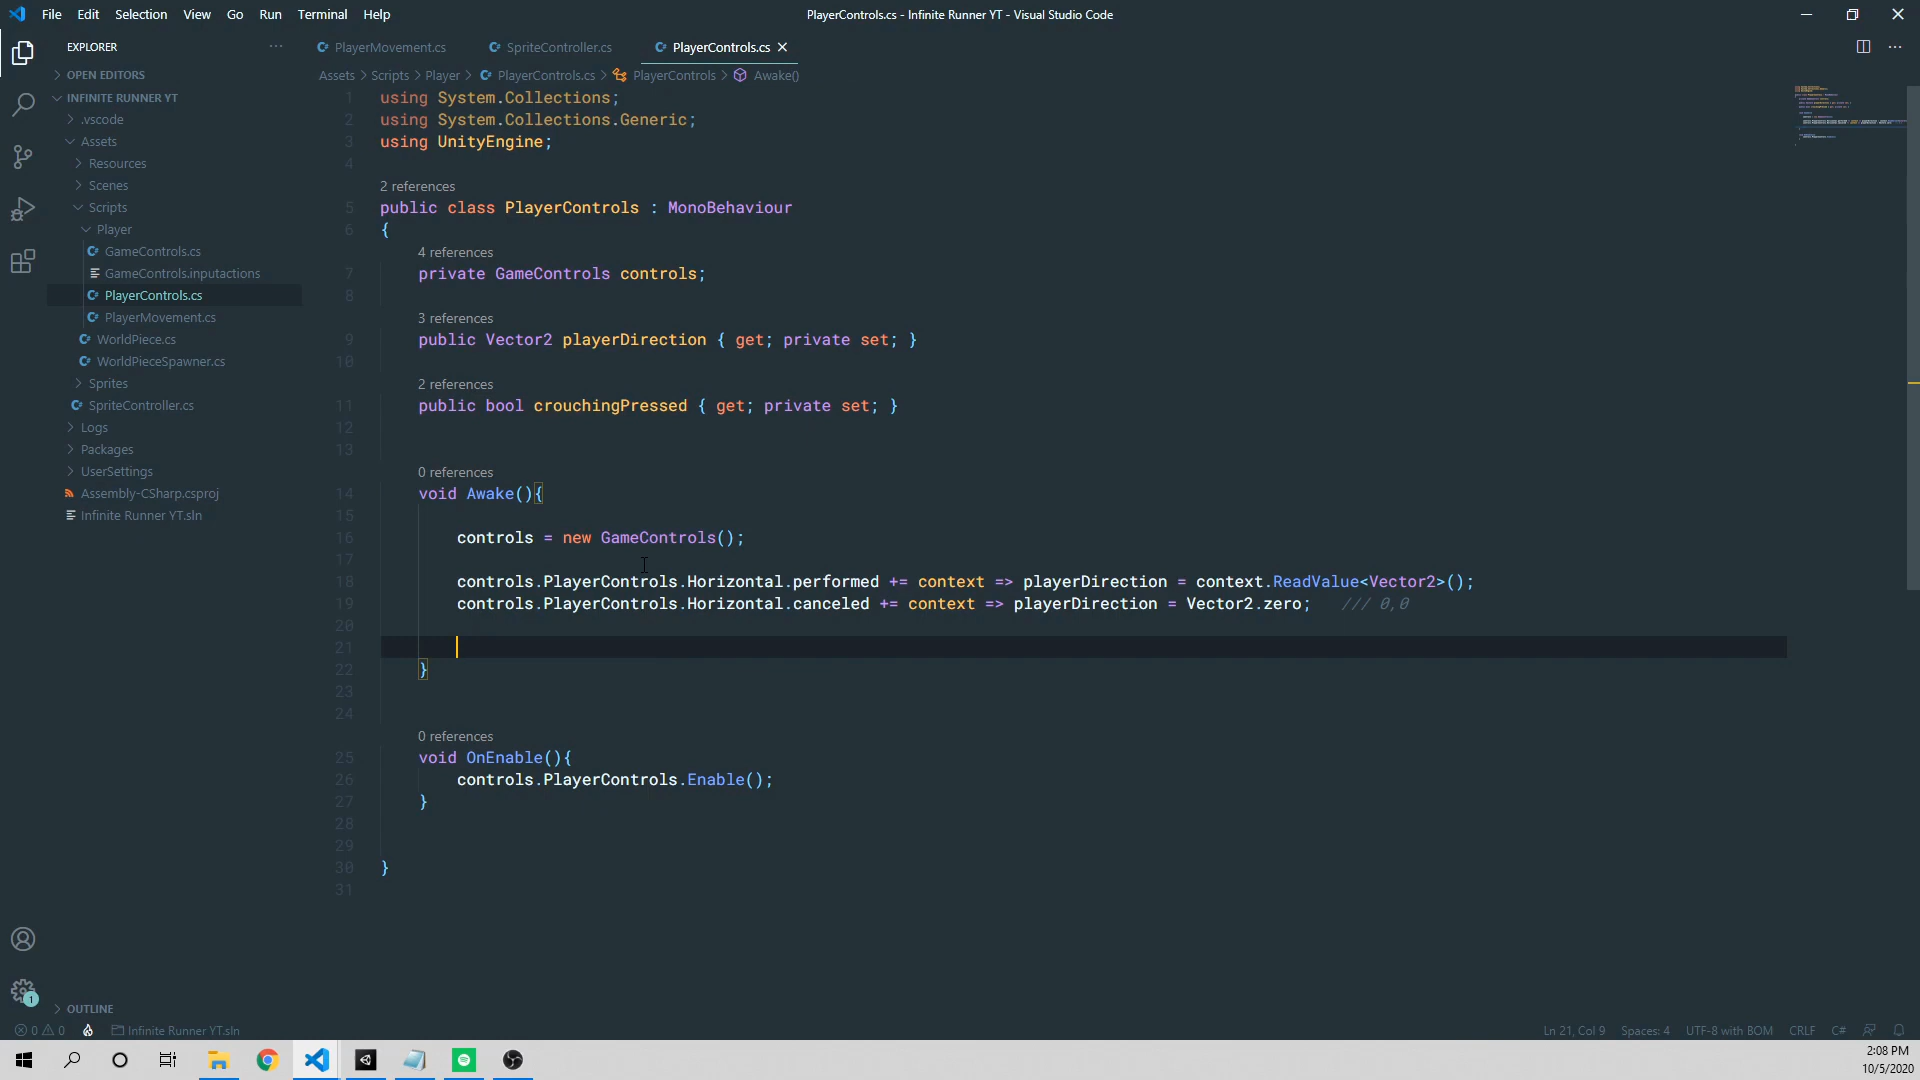 File Edit Selection View Go Run Terminal Help
PlayerControls.cs - Infinite Runner YT - Visual Studio Code
EXPLORER
OPEN EDITORS
INFINITE RUNNER YT
.vscode
Assets
Resources
Scenes
Scripts
Player
GameControls.cs
GameControls.inputactions
PlayerControls.cs
PlayerMovement.cs
WorldPiece.cs
WorldPieceSpawner.cs
Sprites
SpriteController.cs
Logs
Packages
UserSettings
Assembly-CSharp.csproj
Infinite Runner YT.sln
OUTLINE
PlayerMovement.cs SpriteController.cs PlayerControls.cs
Assets > Scripts > Player > PlayerControls.cs > PlayerControls > Awake()
1 using System.Collections;
2 using System.Collections.Generic;
3 using UnityEngine;
4
2 references
5 public class PlayerControls : MonoBehaviour
6 {
4 references
7 private GameControls controls;
8
3 references
9 public Vector2 playerDirection { get; private set; }
10
2 references
11 public bool crouchingPressed { get; private set; }
12
13
0 references
14 void Awake(){
15
16 controls = new GameControls();
17
18 controls.PlayerControls.Horizontal.performed += context => playerDirection = context.ReadValue<Vector2>();
19 controls.PlayerControls.Horizontal.canceled += context => playerDirection = Vector2.zero; /// 0,0
20
21
22 }
23
24
0 references
25 void OnEnable(){
26 controls.PlayerControls.Enable();
27 }
28
29
30 }
31
1
0 0 Infinite Runner YT.sln
Ln 21, Col 9 Spaces: 4 UTF-8 with BOM CRLF C#
2:08 PM
10/5/2020